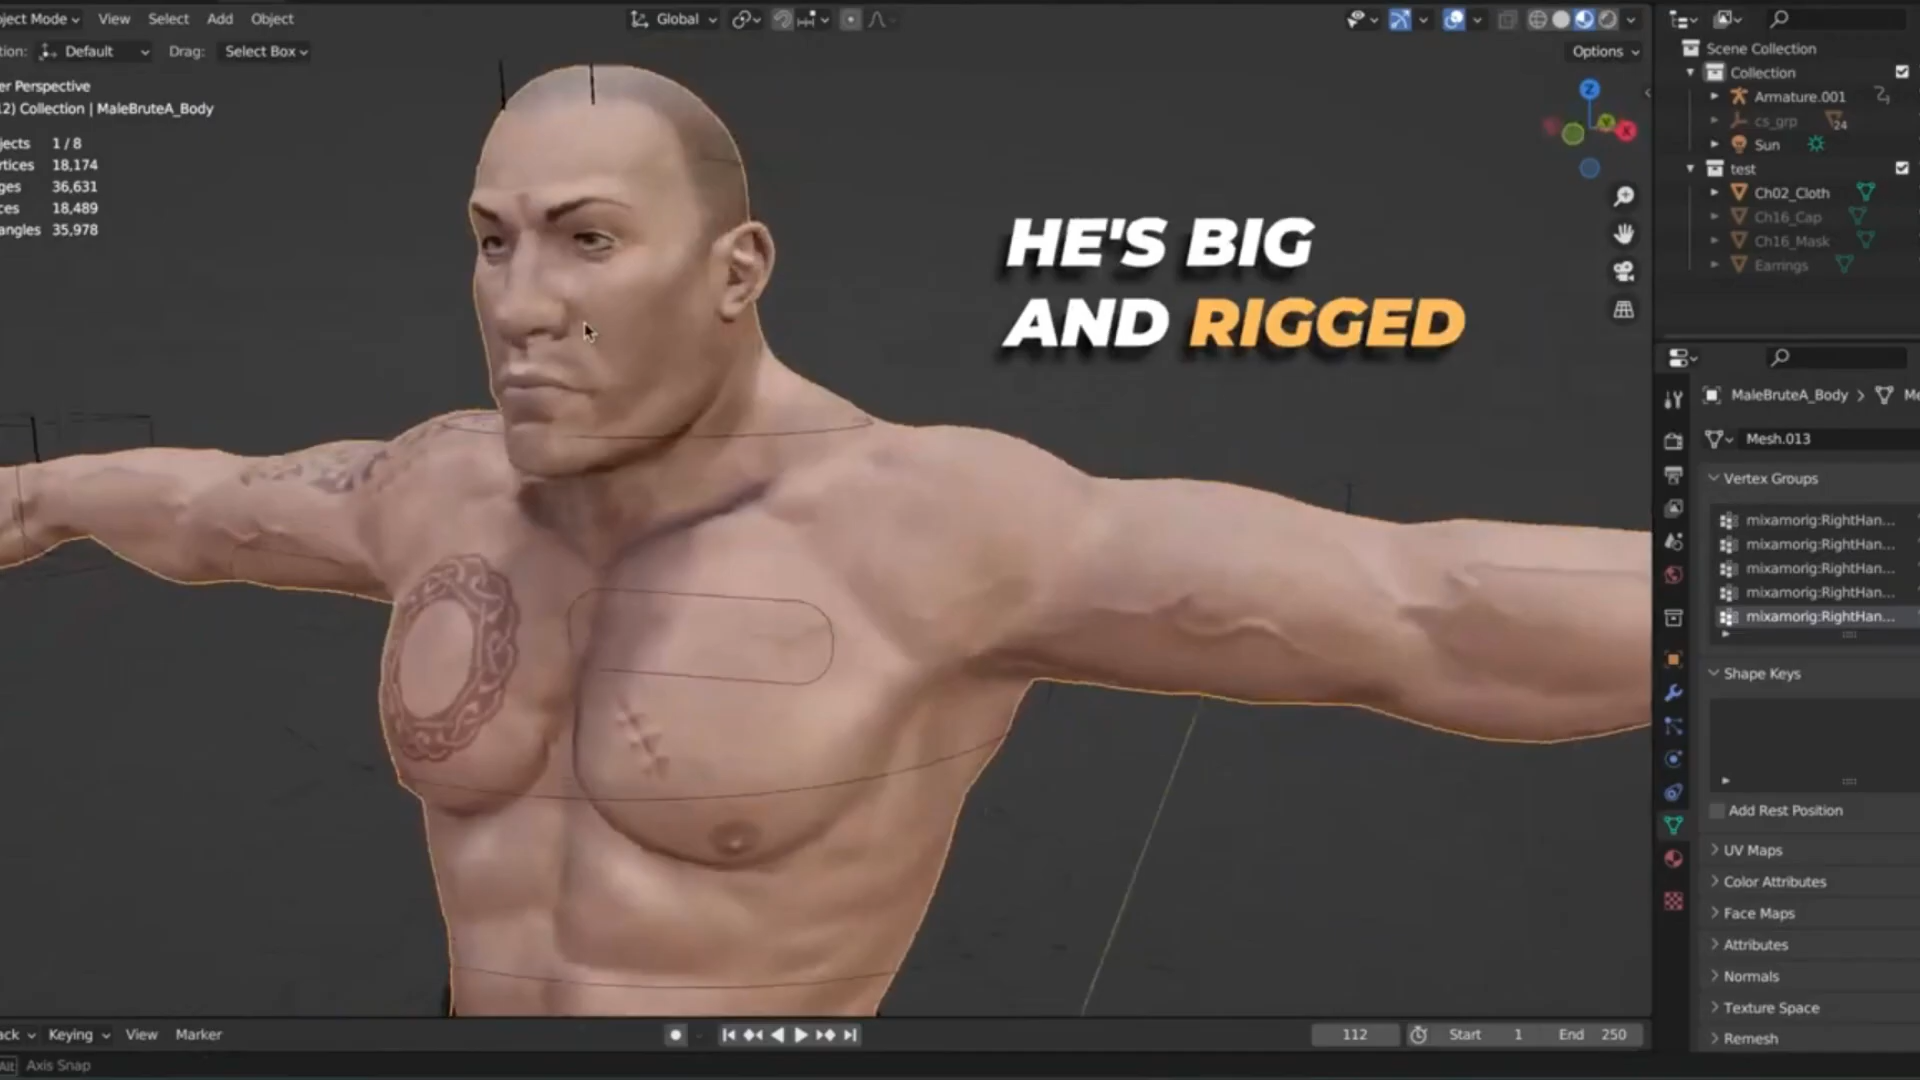 ject Mode View Select Add Object Global
tion: Default Drag: Select Box Options
er Perspective
12) Collection | MaleBruteA_Body
jects 1 / 8
rtices 18,174
ges 36,631
ces 18,489
angles 35,978
HE'S BIG
AND RIGGED
Scene Collection
Collection
Armature.001
cs_grp 24
Sun
test
Ch02_Cloth
Ch16_Cap
Ch16_Mask
Earrings
MaleBruteA_Body > Me
Mesh.013
Vertex Groups
mixamorig:RightHan...
mixamorig:RightHan...
mixamorig:RightHan...
mixamorig:RightHan...
mixamorig:RightHan...
Shape Keys
Add Rest Position
UV Maps
Color Attributes
Face Maps
Attributes
Normals
Texture Space
Remesh
ack Keying View Marker 112 Start 1 End 250
Alt Axis Snap